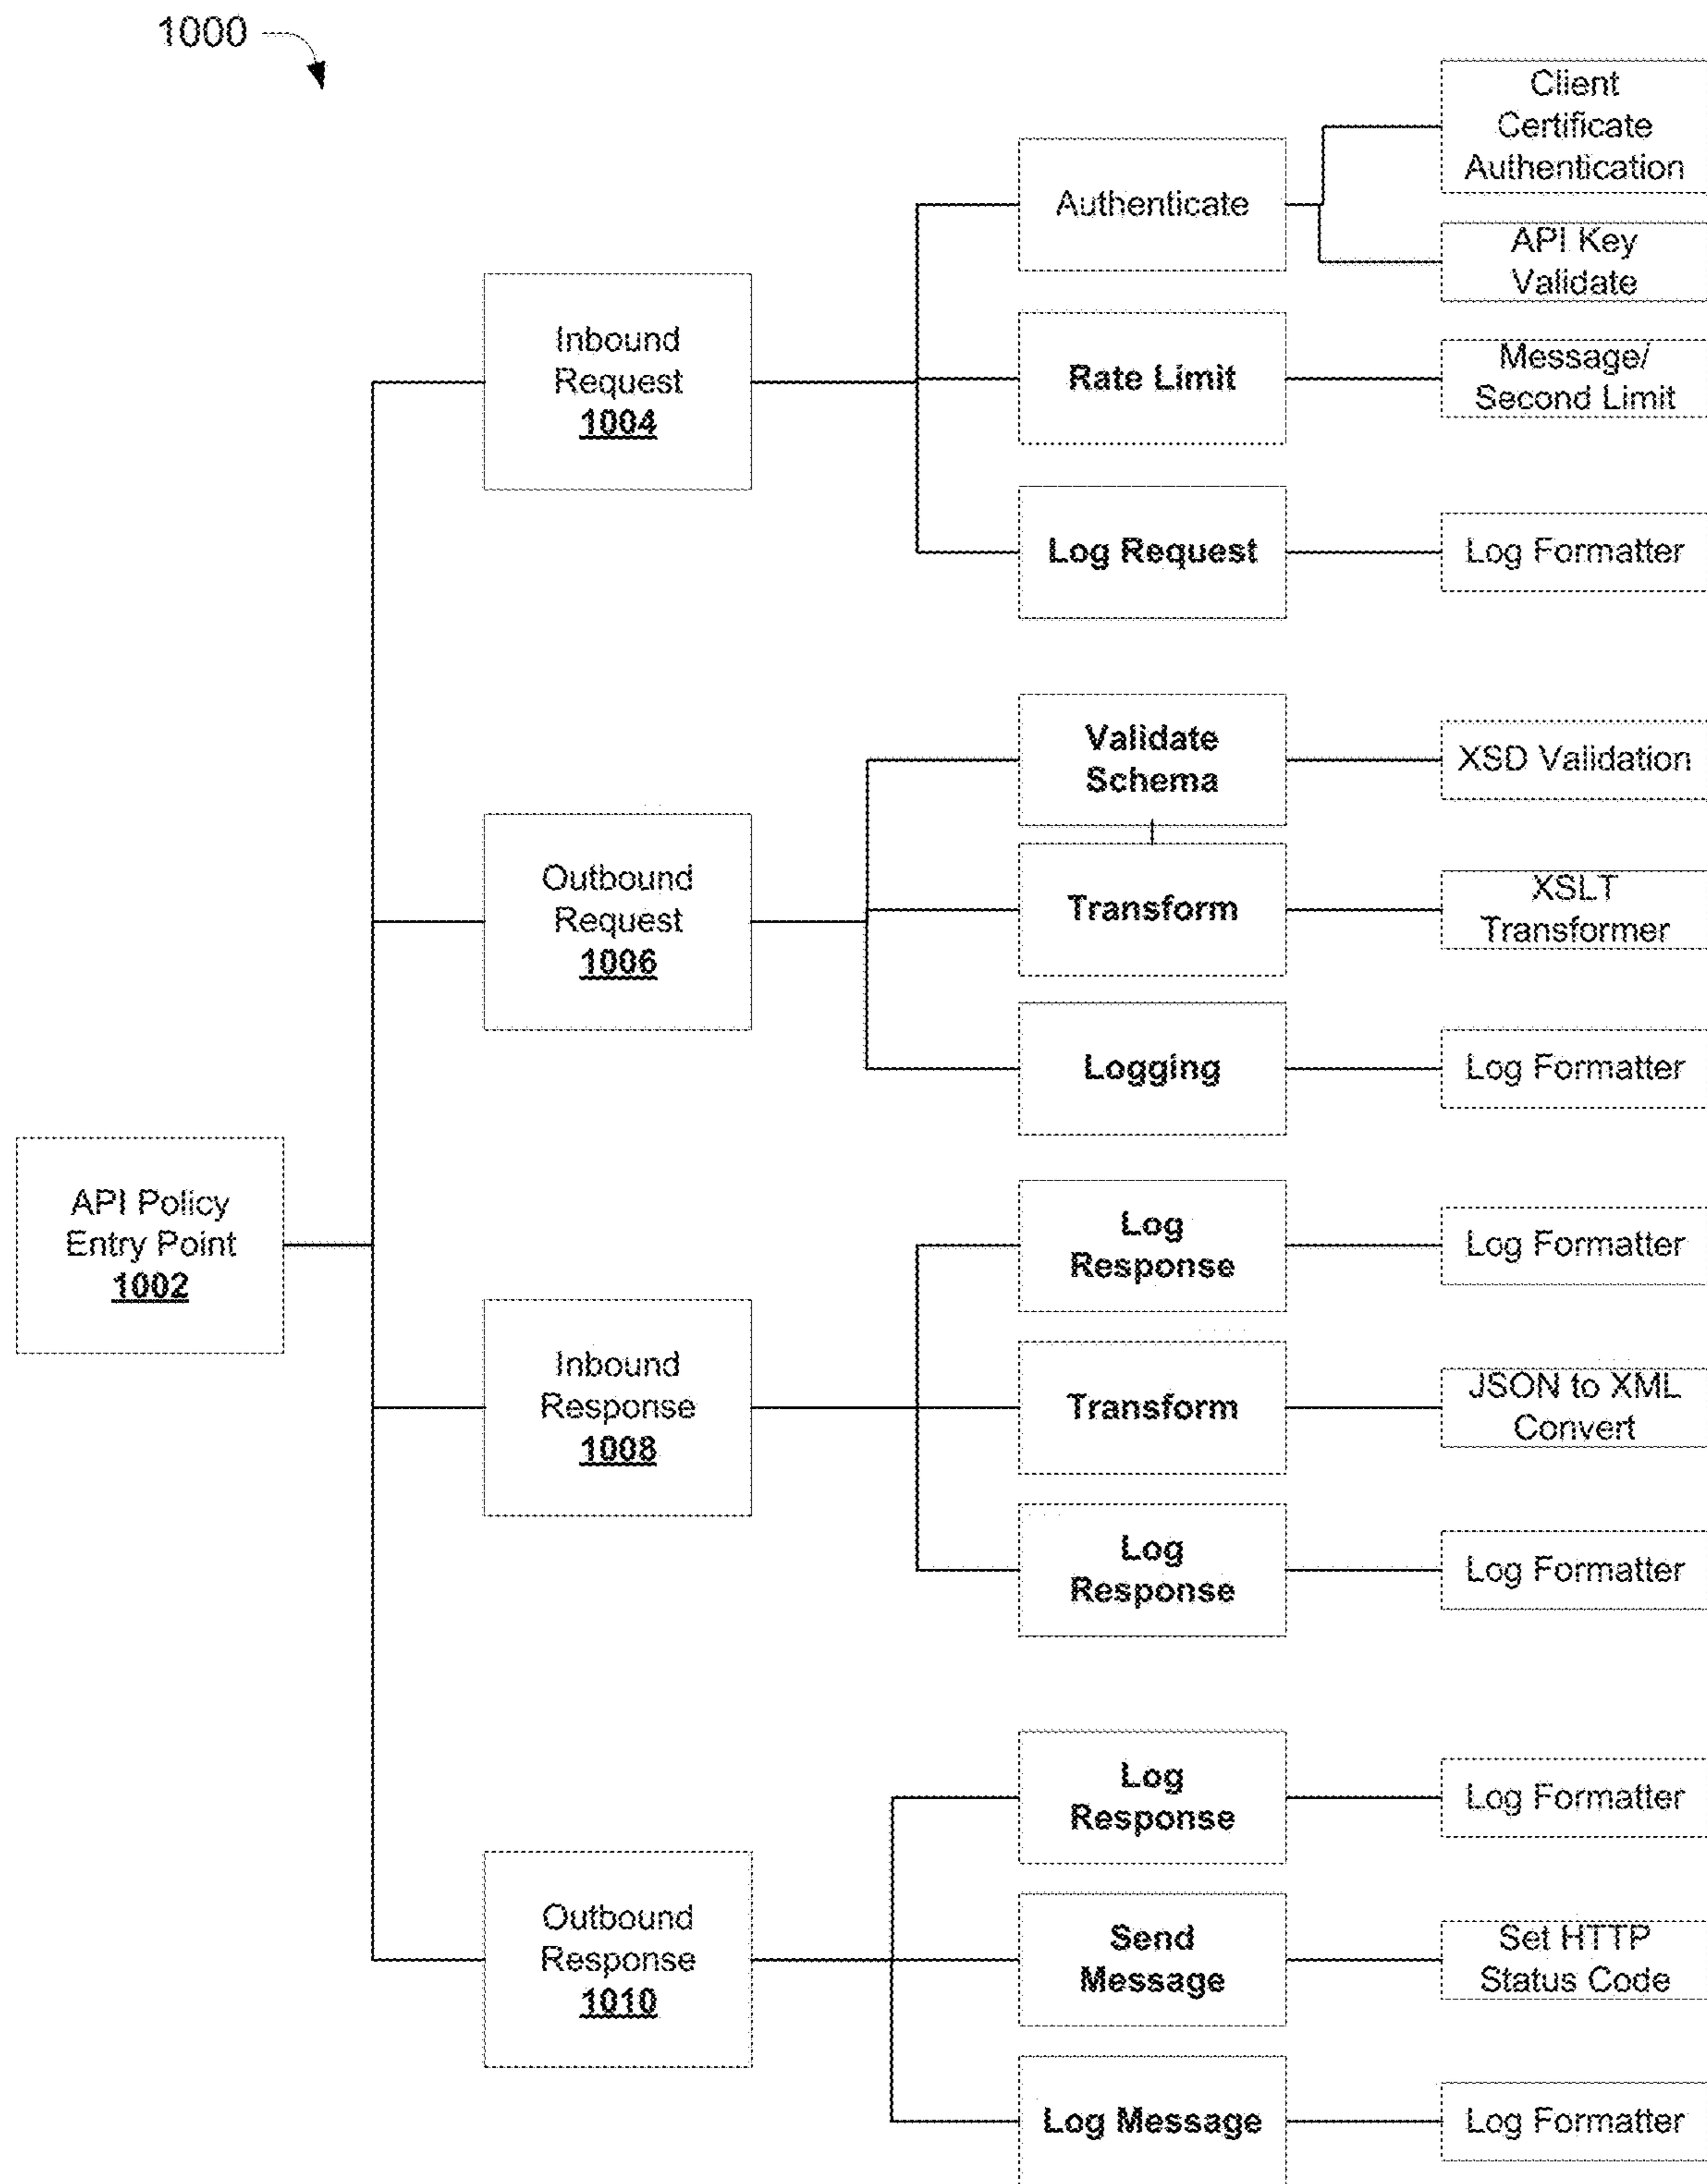 1000
Client
Certificate
Authentication
Authenticate
API Key
Validate
Inbound
Request
1004
Rate Limit
Message/
Second Limit
Log Request
Log Formatter
Validate
Schema
XSD Validation
Outbound
Request
1006
Transform
XSLT
Transformer
Logging
Log Formatter
API Policy
Entry Point
1002
Log
Response
Log Formatter
Inbound
Response
1008
Transform
JSON to XML
Convert
Log
Response
Log Formatter
Log
Response
Log Formatter
Outbound
Response
1010
Send
Message
Set HTTP
Status Code
Log Message
Log Formatter